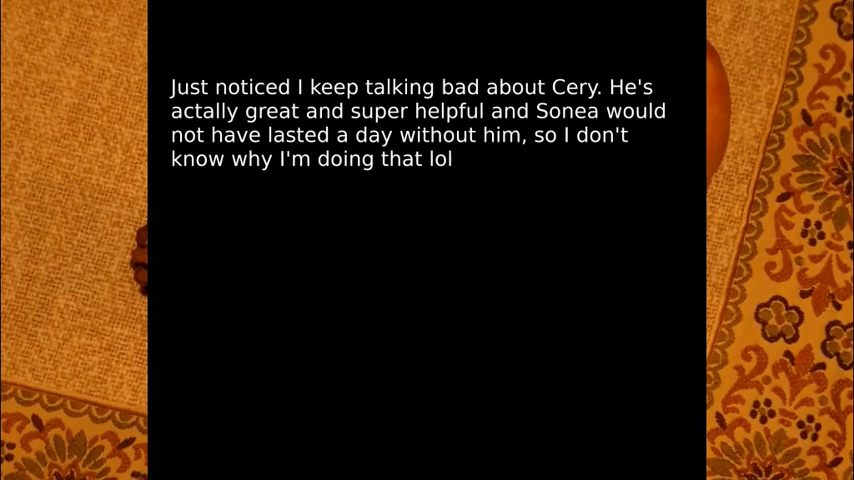 Just noticed I keep talking bad about Cery. He's
actally great and super helpful and Sonea would
not have lasted a day without him, so I don't
know why I'm doing that lol